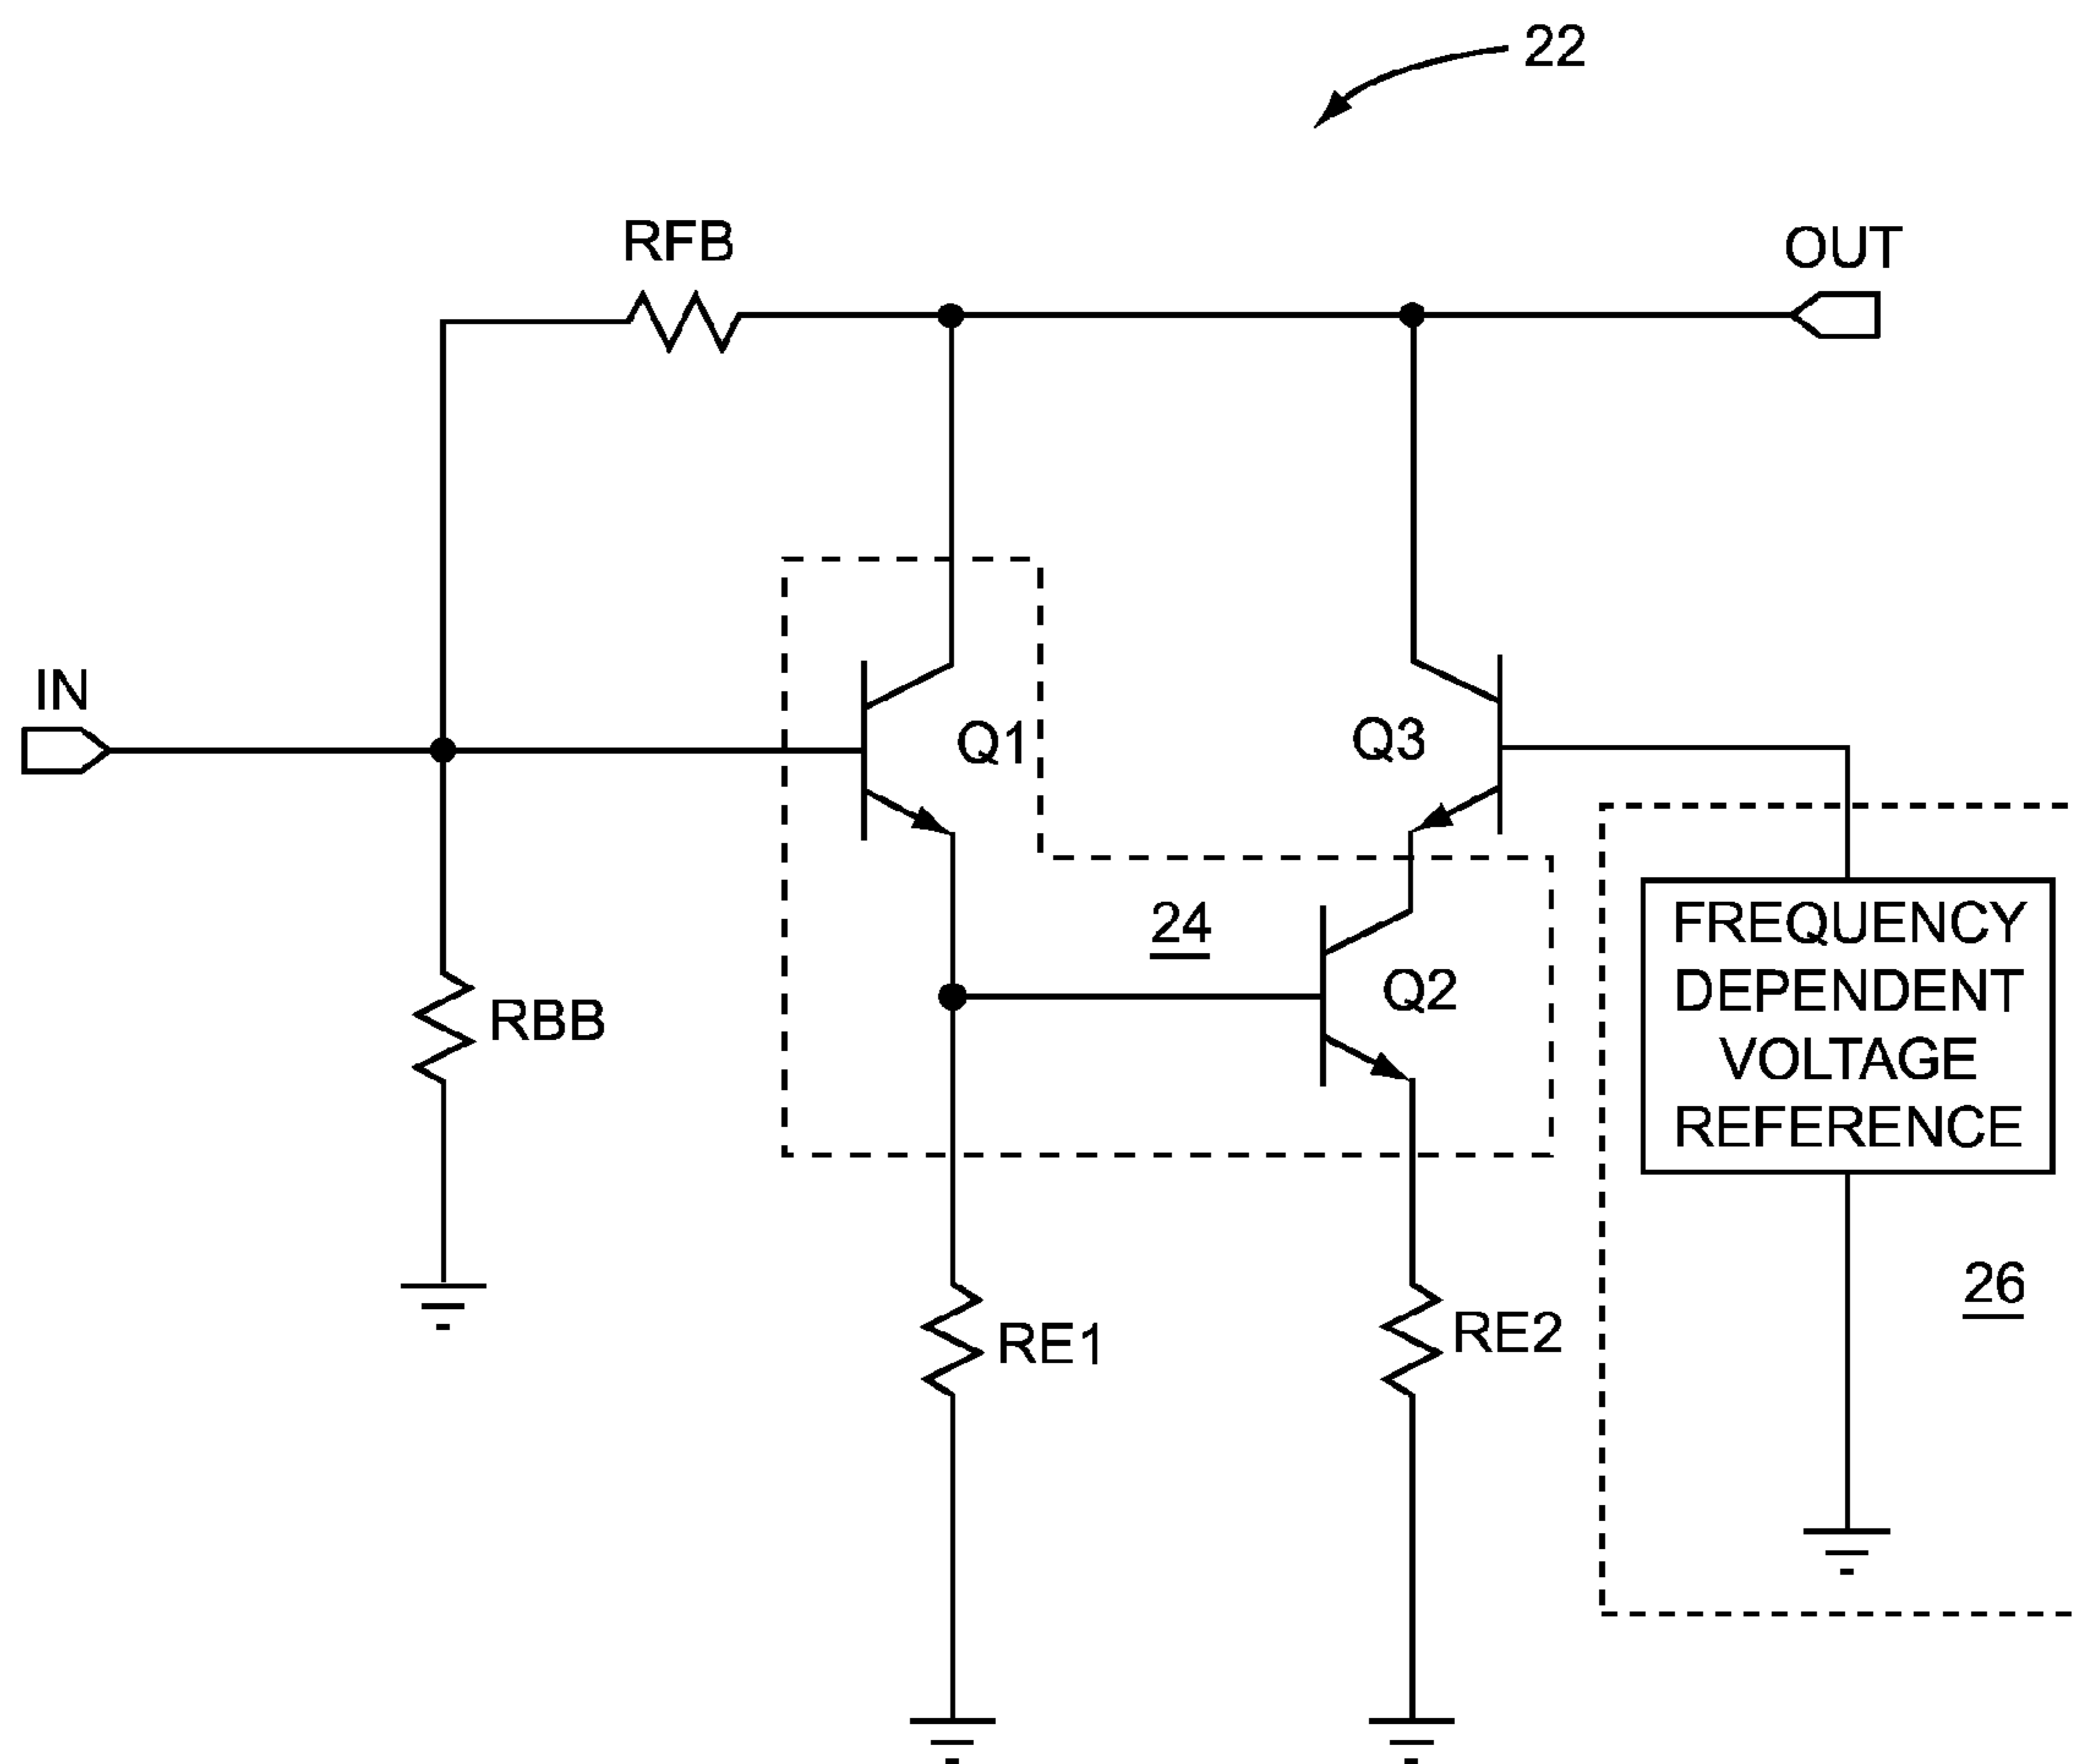 22
RFB
OUT
IN
Q1
Q3
24
Q2
FREQUENCY
DEPENDENT
VOLTAGE
REFERENCE
RBB
26
RE1
RE2